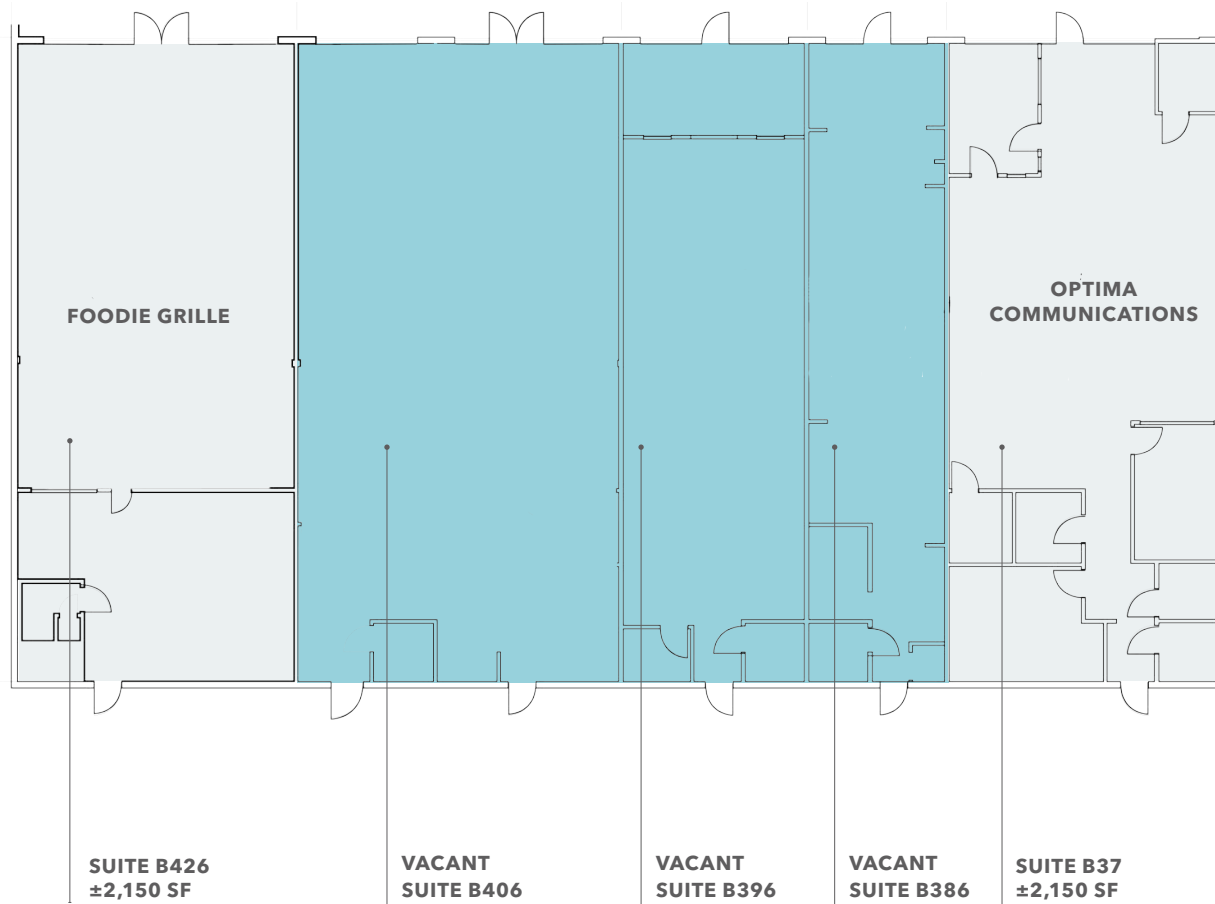 FOODIE GRILLE
OPTIMA
COMMUNICATIONS
SUITE B426
±2,150 SF
VACANT
SUITE B406
VACANT
SUITE B396
VACANT
SUITE B386
SUITE B37
±2,150 SF